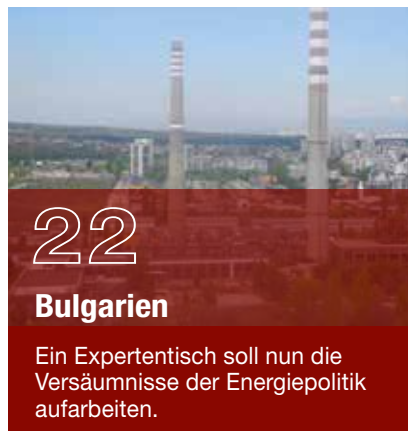 22
Bulgarien
Ein Expertentisch soll nun die
Versäumnisse der Energiepolitik
aufarbeiten.